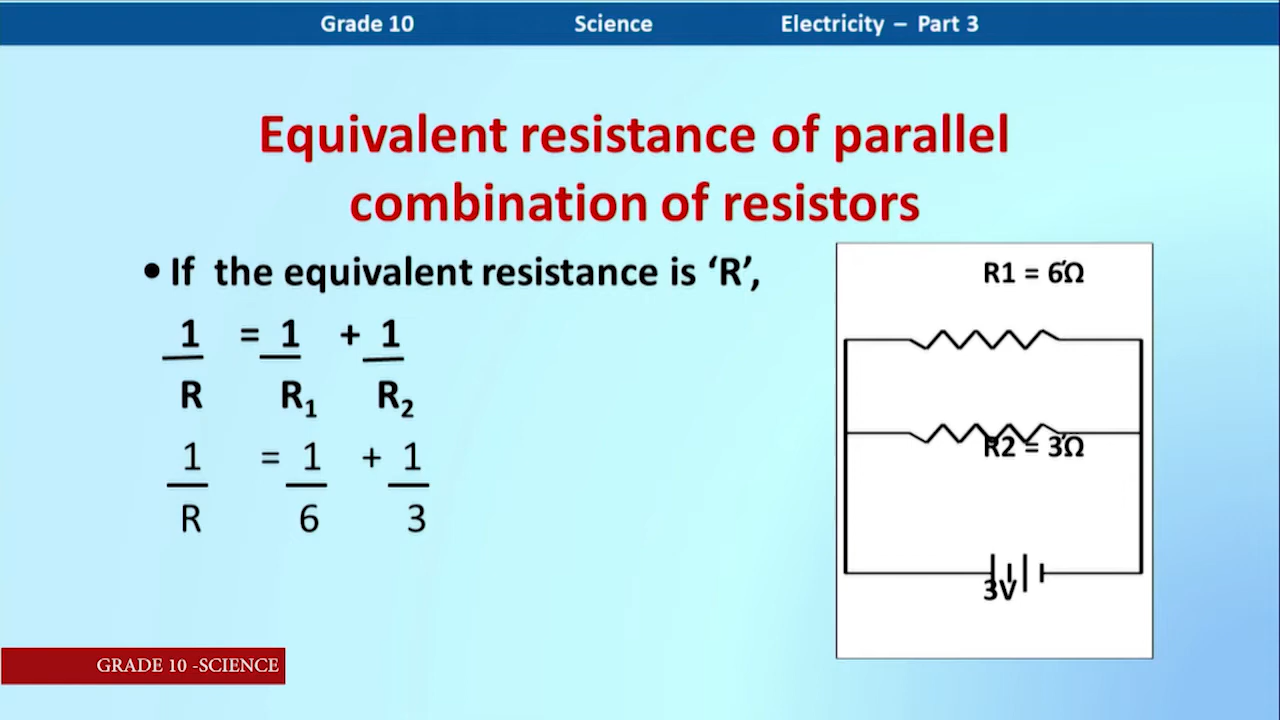 Grade 10 Science Electricity – Part 3
Equivalent resistance of parallel
combination of resistors
• If the equivalent resistance is ‘R’,
1 = 1 + 1
R R₁ R₂
1 = 1 + 1
R 6 3
R1 = 6Ω
R2 = 3Ω
3V
GRADE 10 -SCIENCE